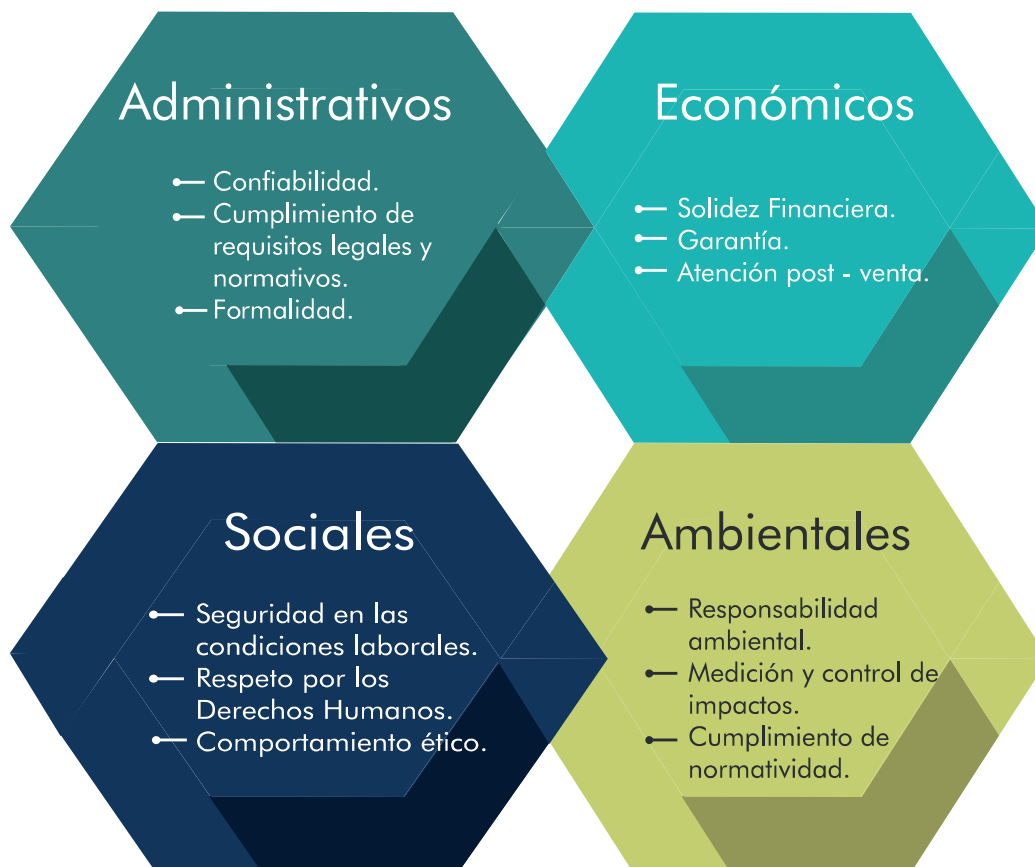 Administrativos
Confiabilidad.
Cumplimiento de
requisitos legales y
normativos.
Formalidad.
Económicos
Solidez Financiera.
Garantía.
Atención post - venta.
Sociales
Seguridad en las
condiciones laborales.
Respeto por los
Derechos Humanos.
Comportamiento ético.
Ambientales
Responsabilidad
ambiental.
Medición y control de
impactos.
Cumplimiento de
normatividad.